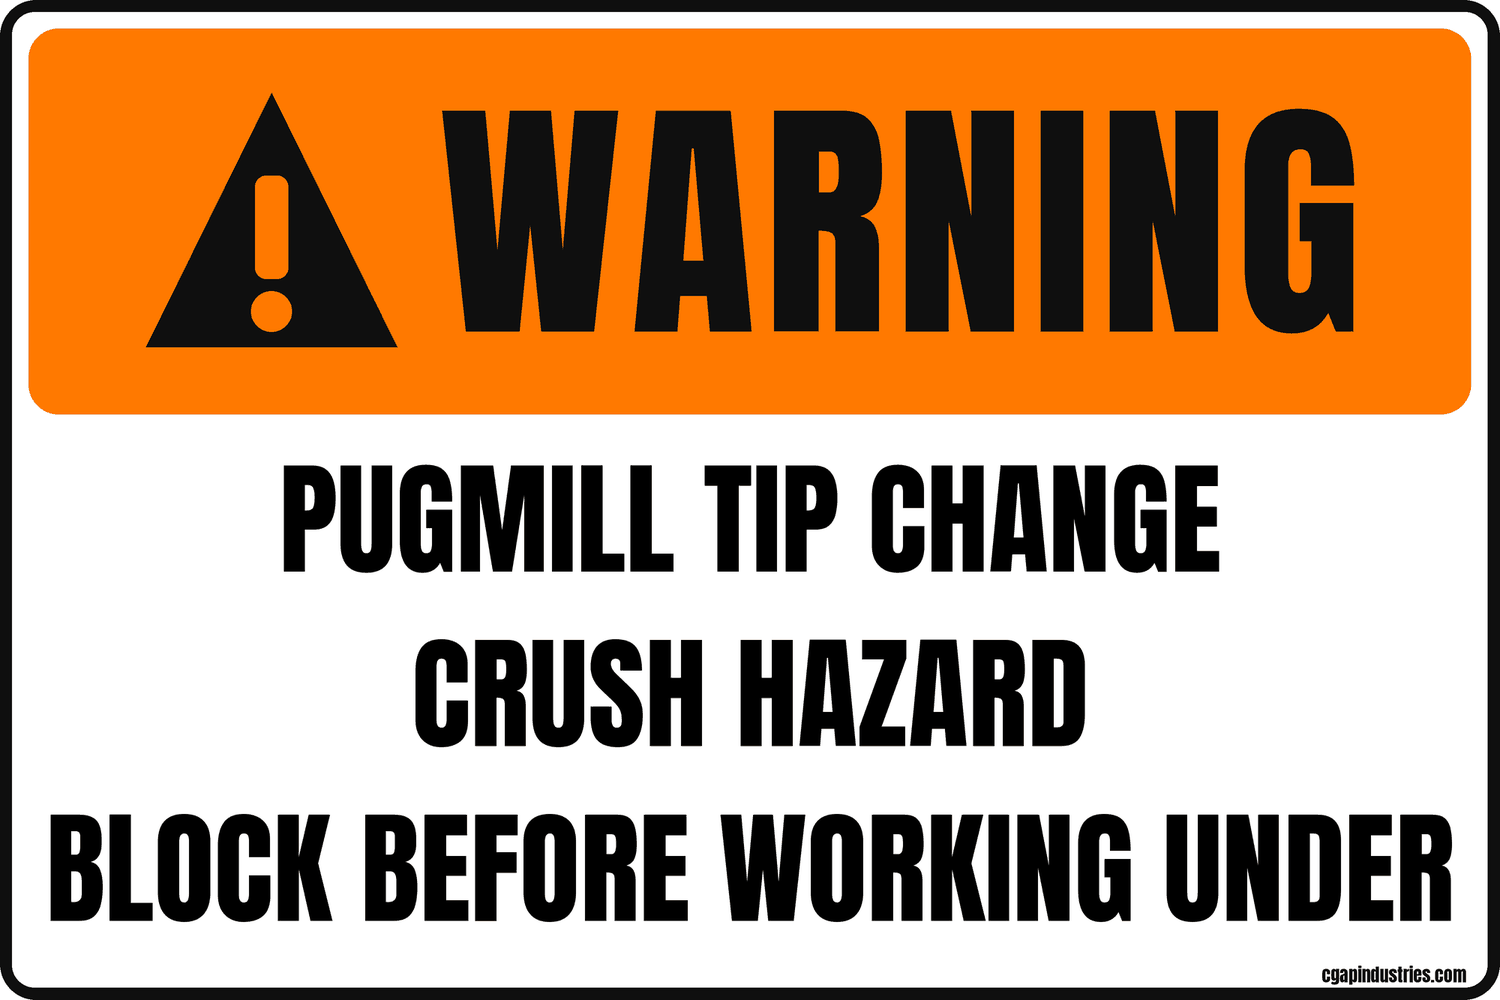 WARNING
PUGMILL TIP CHANGE
CRUSH HAZARD
BLOCK BEFORE WORKING UNDER
cgapindustries.com